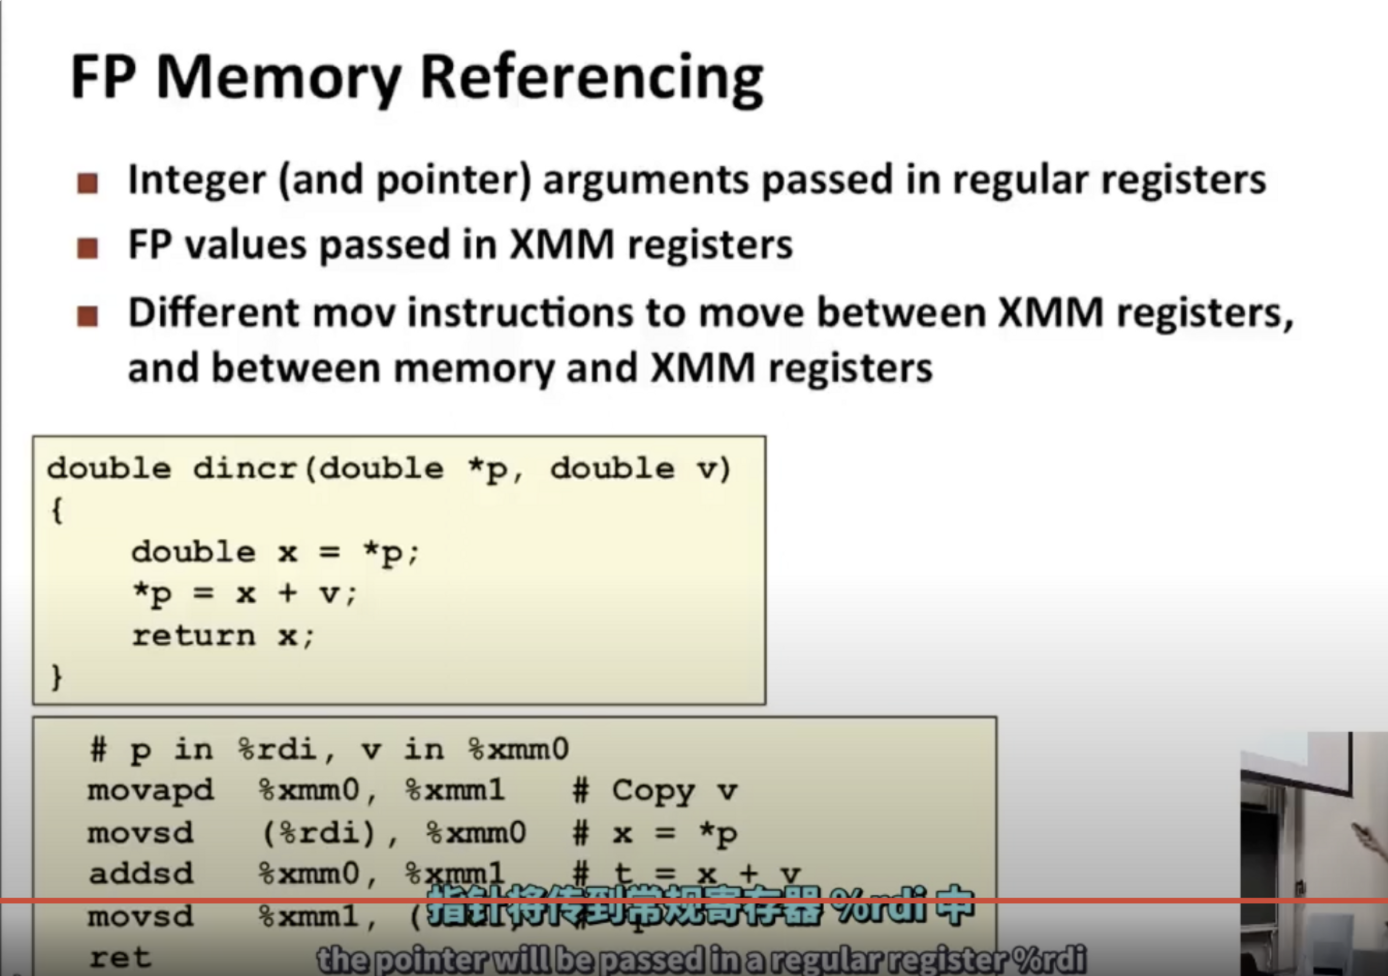 FP Memory Referencing
Integer (and pointer) arguments passed in regular registers
FP values passed in XMM registers
Different mov instructions to move between XMM registers,
and between memory and XMM registers
double dincr(double *p, double v)
{
    double x = *p;
    *p = x + v;
    return x;
}
# p in %rdi, v in %xmm0
movapd %xmm0, %xmm1 # Copy v
movsd (%rdi), %xmm0 # x = *p
addsd %xmm0, %xmm1 # t = x + v
movsd %xmm1, (
指针将传到常规寄存器 %rdi 中
ret
the pointer will be passed in a regular register %rdi